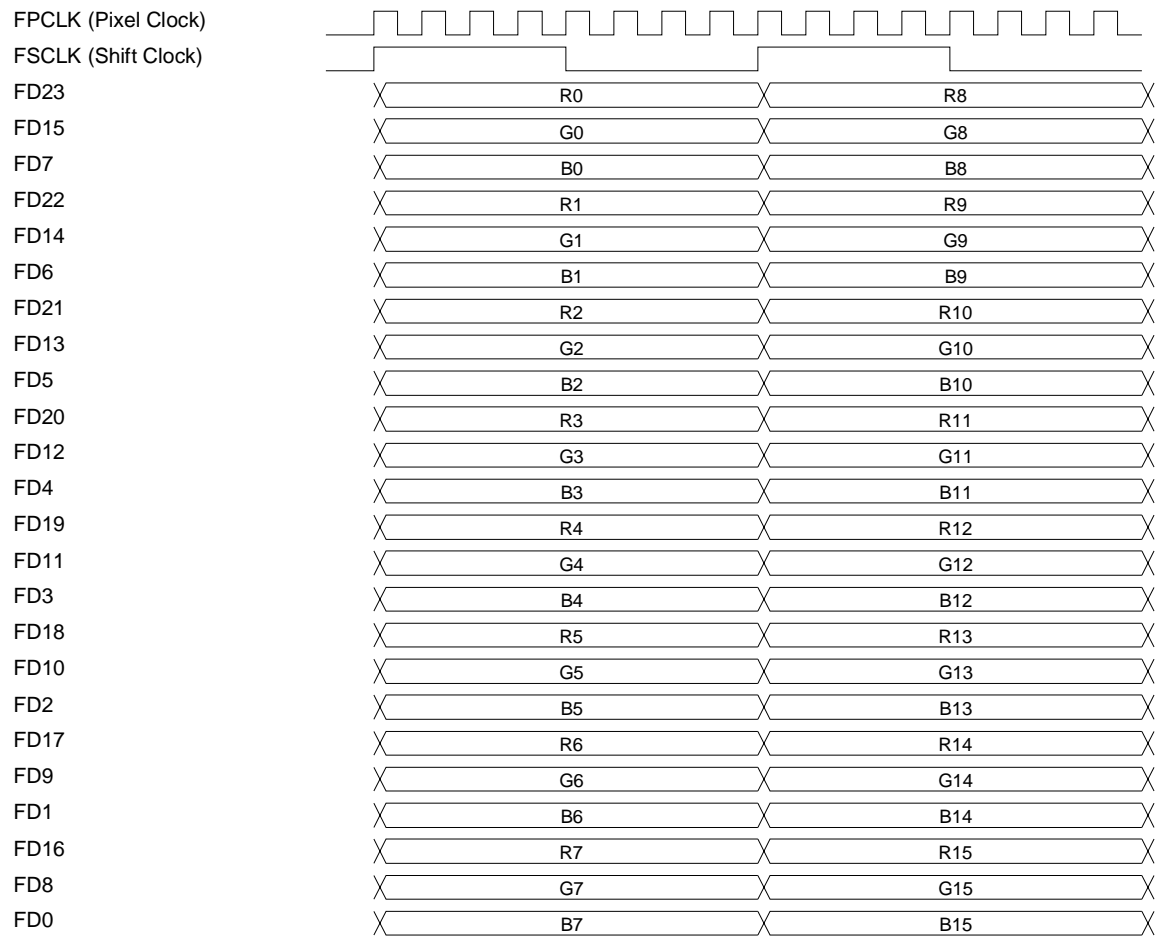 FPCLK (Pixel Clock)
FSCLK (Shift Clock)
FD23 R0 R8
FD15 G0 G8
FD7 B0 B8
FD22 R1 R9
FD14 G1 G9
FD6 B1 B9
FD21 R2 R10
FD13 G2 G10
FD5 B2 B10
FD20 R3 R11
FD12 G3 G11
FD4 B3 B11
FD19 R4 R12
FD11 G4 G12
FD3 B4 B12
FD18 R5 R13
FD10 G5 G13
FD2 B5 B13
FD17 R6 R14
FD9 G6 G14
FD1 B6 B14
FD16 R7 R15
FD8 G7 G15
FD0 B7 B15